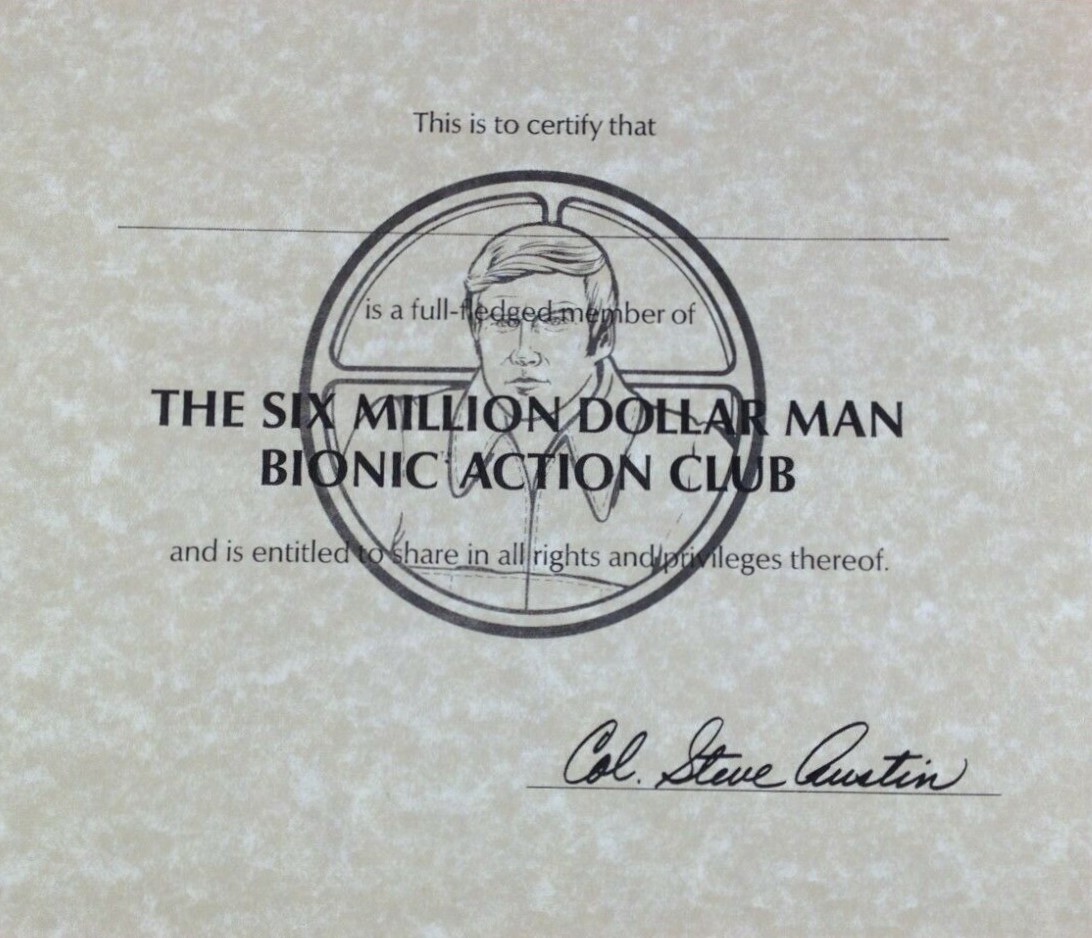 This is to certify that
is a full-fledged member of
THE SIX MILLION DOLLAR MAN
BIONIC ACTION CLUB
and is entitled to share in all rights and privileges thereof.
Col. Steve Austin